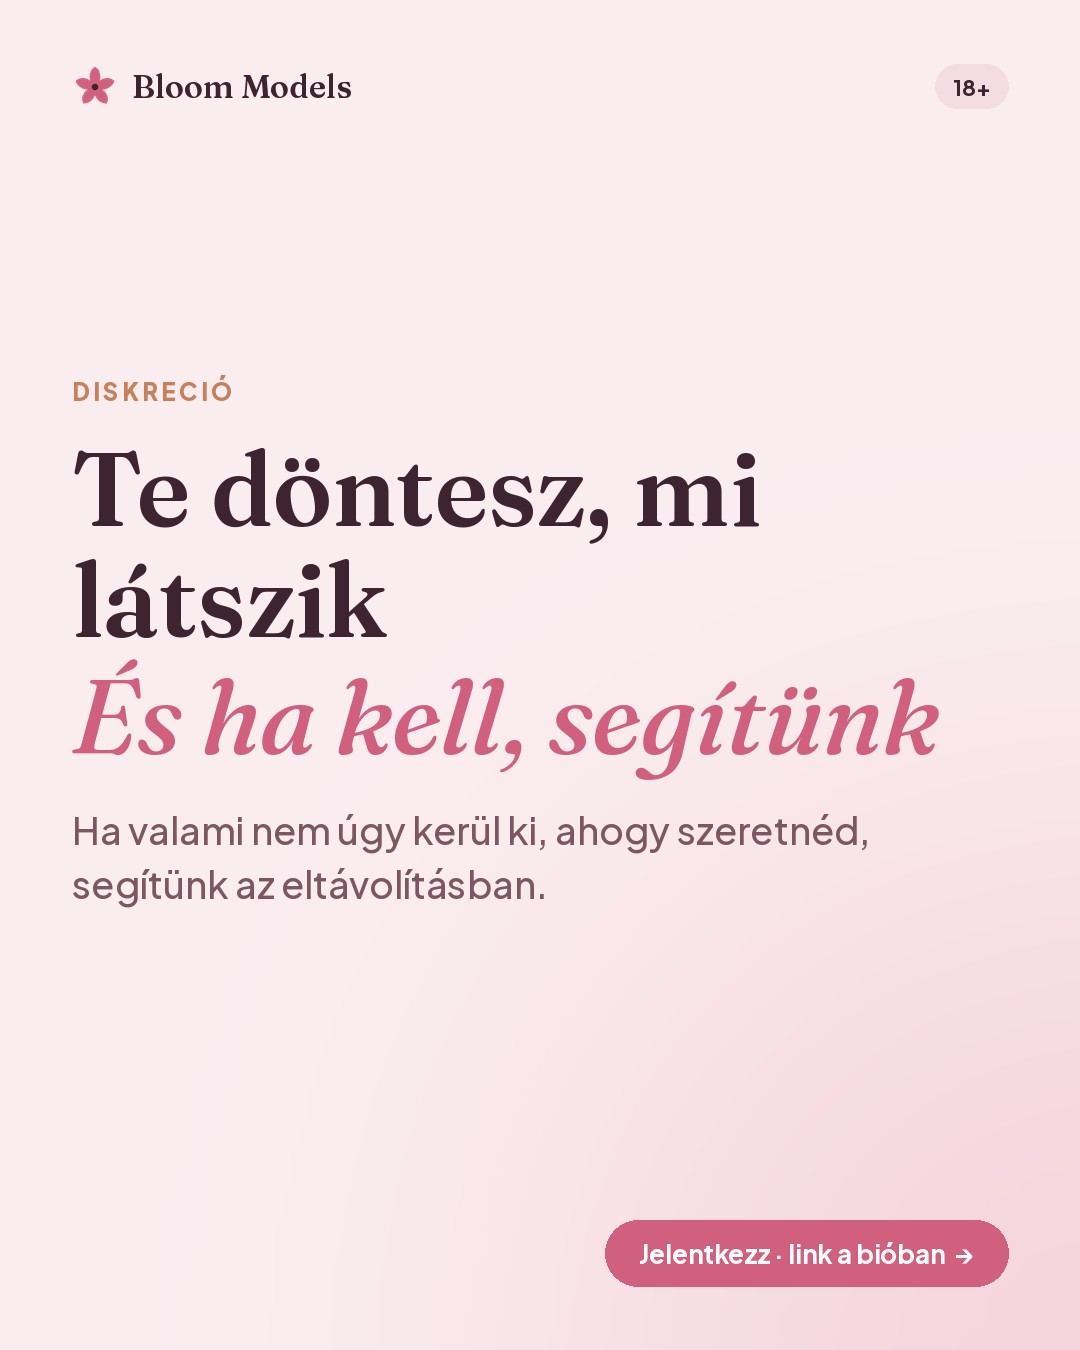 Bloom Models
18+
DISKRECIÓ
Te döntesz, mi
látszik
És ha kell, segítünk
Ha valami nem úgy kerül ki, ahogy szeretnéd,
segítünk az eltávolításban.
Jelentkezz · link a bióban →